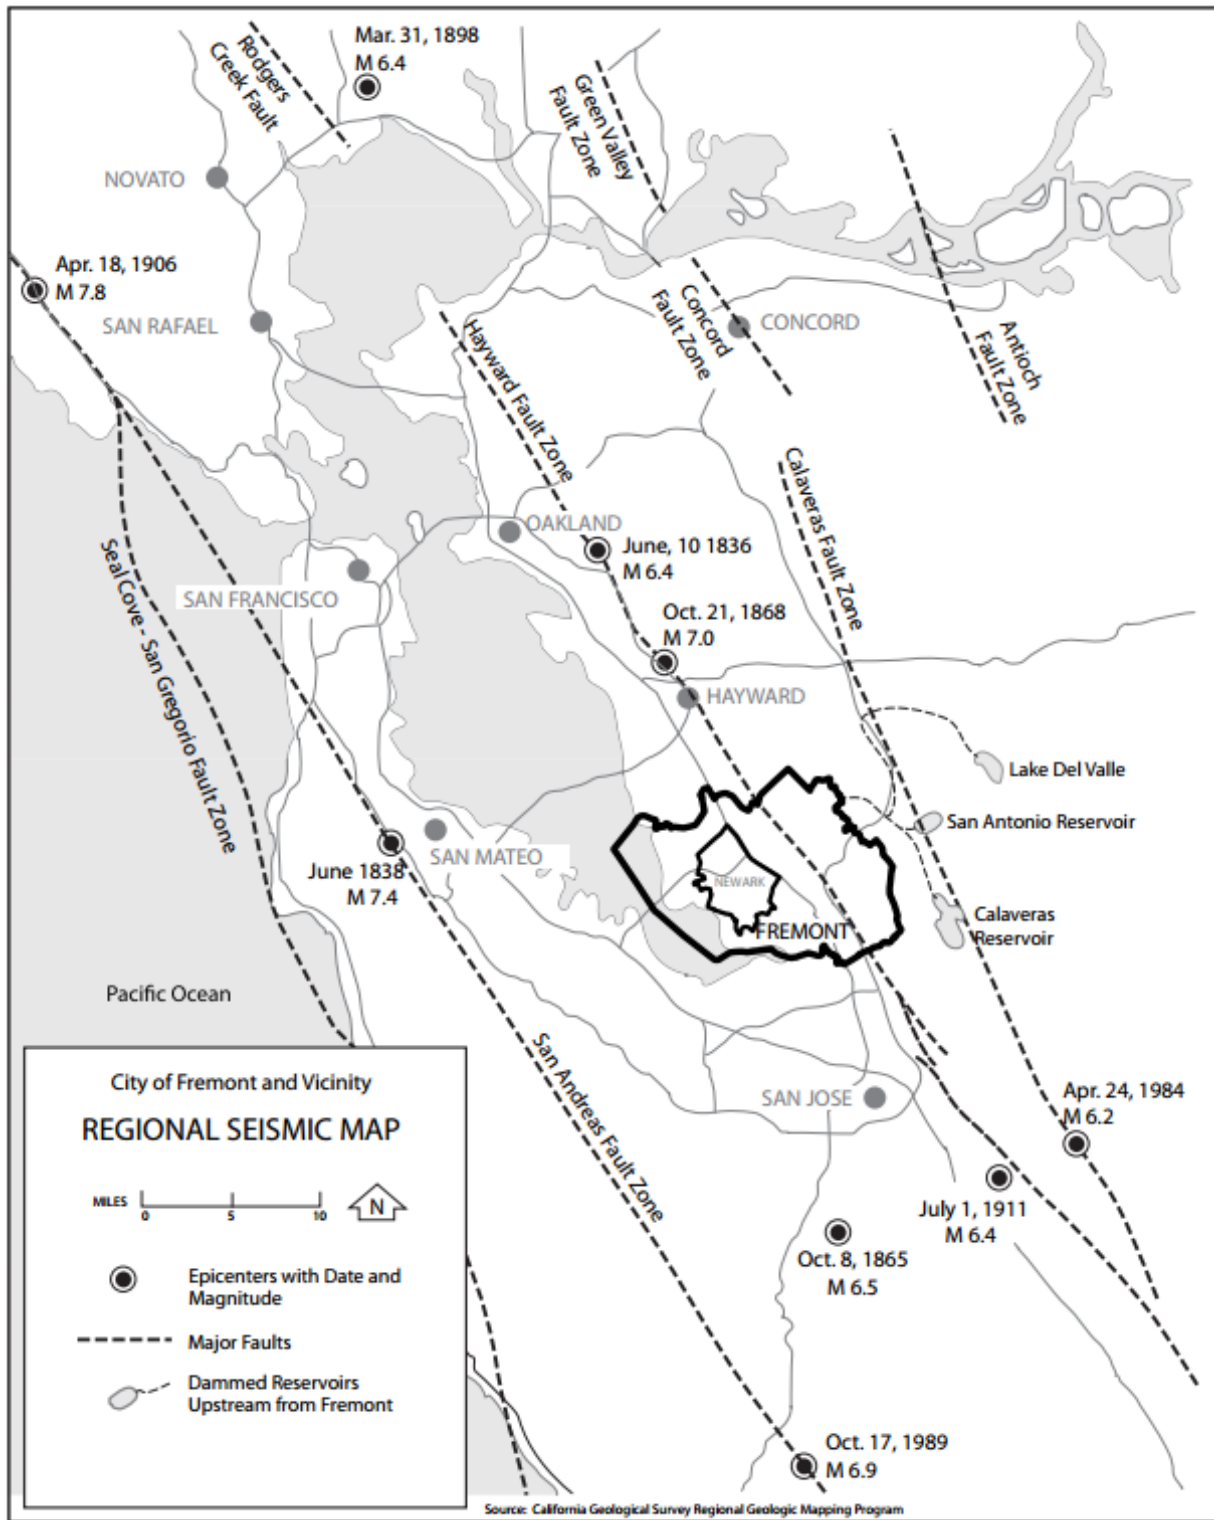 Mar. 31, 1898
M 6.4
Rodgers
Creek Fault
Green Valley
Fault Zone
NOVATO
Apr. 18, 1906
M 7.8
SAN RAFAEL
Hayward Fault Zone
Concord
Fault Zone
CONCORD
Antioch
Fault Zone
Calaveras Fault Zone
OAKLAND
June, 10 1836
M 6.4
Seal Cove - San Gregorio Fault Zone
SAN FRANCISCO
Oct. 21, 1868
M 7.0
HAYWARD
Lake Del Valle
San Antonio Reservoir
SAN MATEO
June 1838
M 7.4
NEWARK
FREMONT
Calaveras
Reservoir
Pacific Ocean
San Andreas Fault Zone
SAN JOSE
Apr. 24, 1984
M 6.2
July 1, 1911
M 6.4
Oct. 8, 1865
M 6.5
Oct. 17, 1989
M 6.9
City of Fremont and Vicinity
REGIONAL SEISMIC MAP
MILES
0 5 10
N
Epicenters with Date and
Magnitude
Major Faults
Dammed Reservoirs
Upstream from Fremont
Source: California Geological Survey Regional Geologic Mapping Program